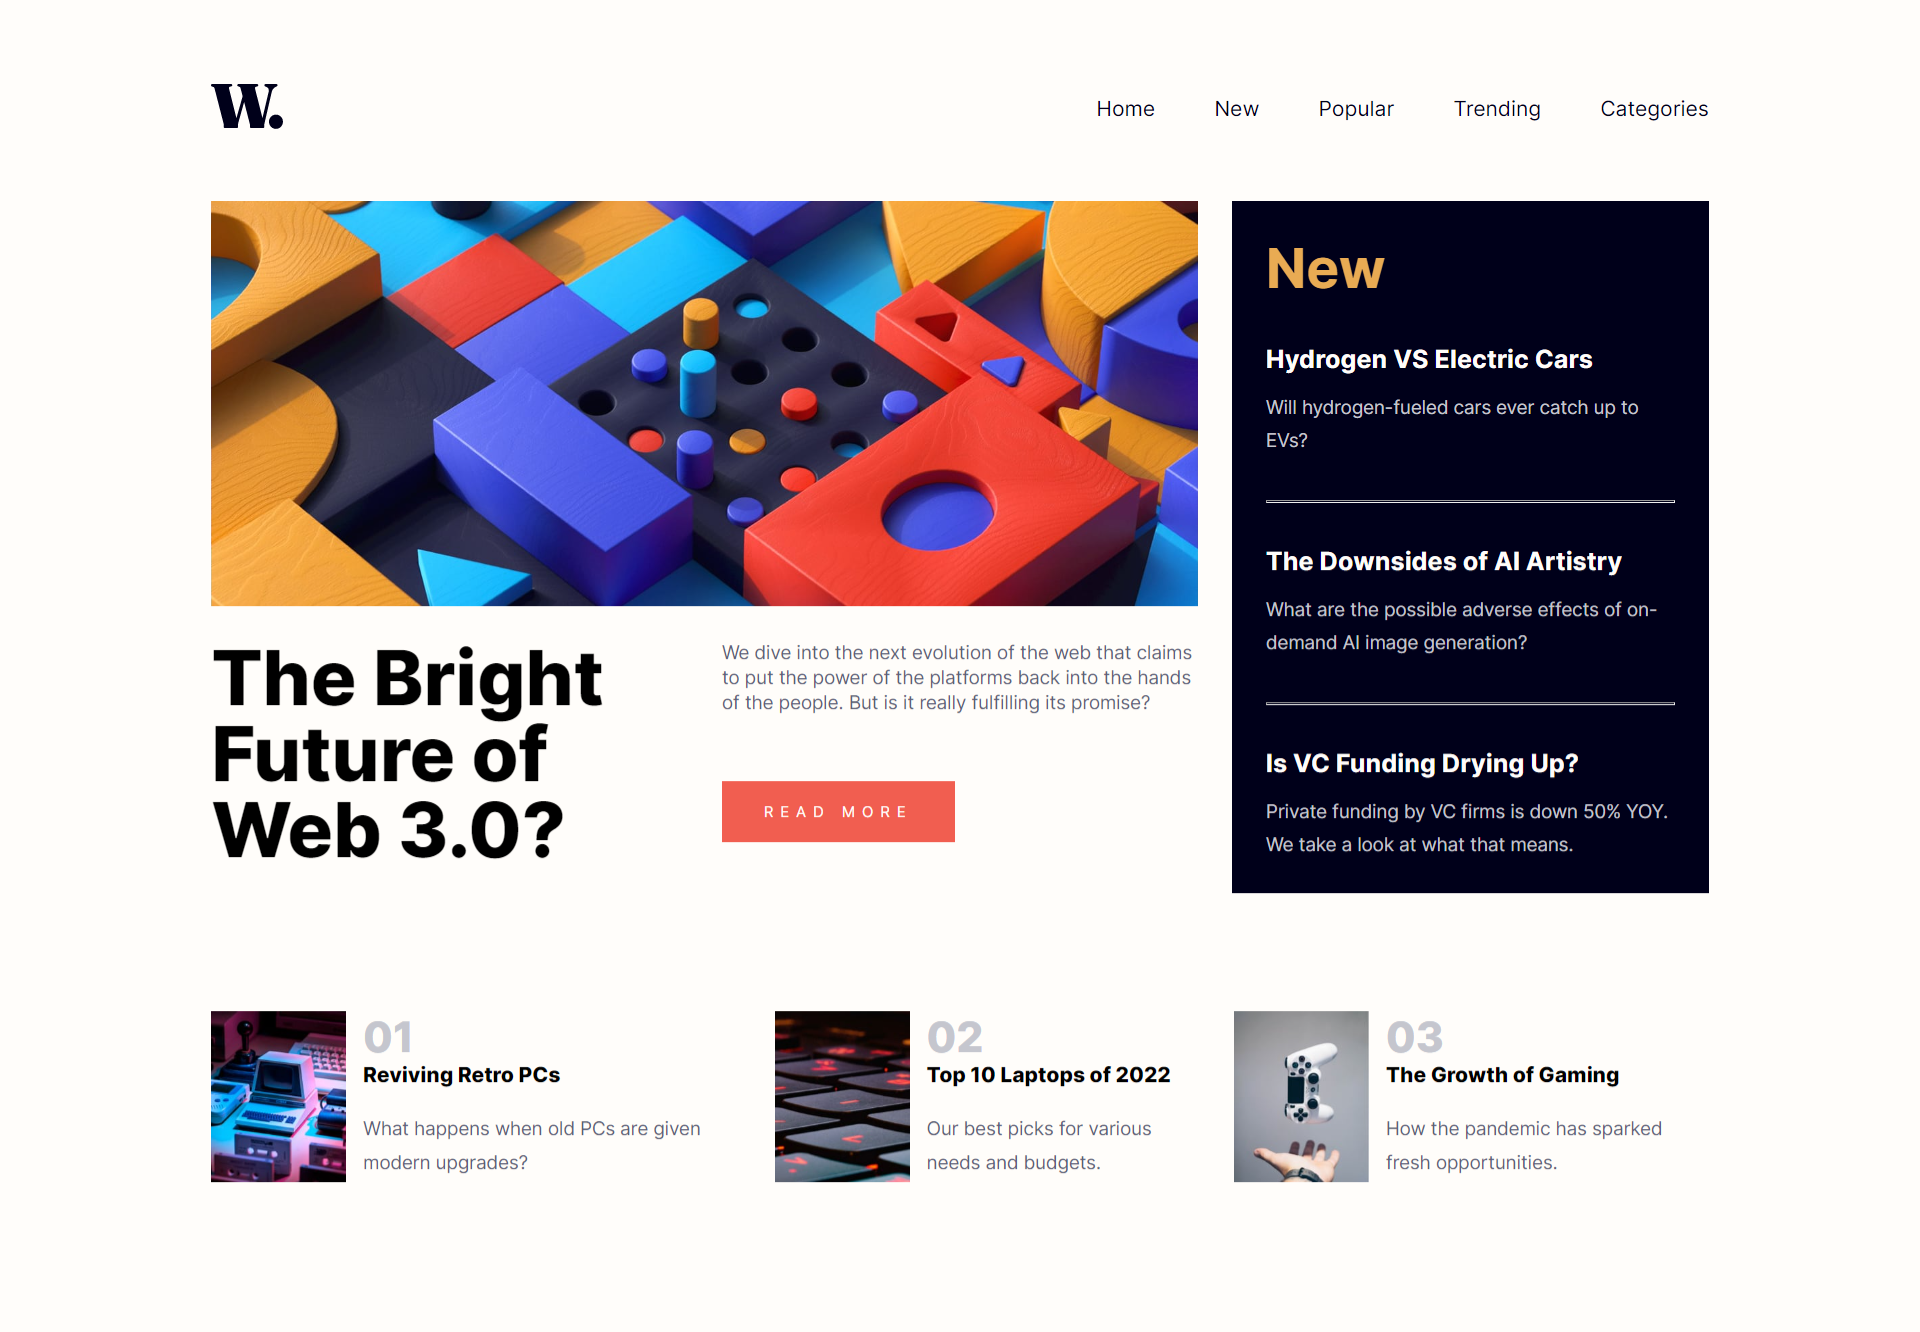 W.
Home New Popular Trending Categories
The Bright
Future of
Web 3.0?
We dive into the next evolution of the web that claims
to put the power of the platforms back into the hands
of the people. But is it really fulfilling its promise?
READ MORE
New
Hydrogen VS Electric Cars
Will hydrogen-fueled cars ever catch up to
EVs?
The Downsides of AI Artistry
What are the possible adverse effects of on-
demand AI image generation?
Is VC Funding Drying Up?
Private funding by VC firms is down 50% YOY.
We take a look at what that means.
01
Reviving Retro PCs
What happens when old PCs are given
modern upgrades?
02
Top 10 Laptops of 2022
Our best picks for various
needs and budgets.
03
The Growth of Gaming
How the pandemic has sparked
fresh opportunities.